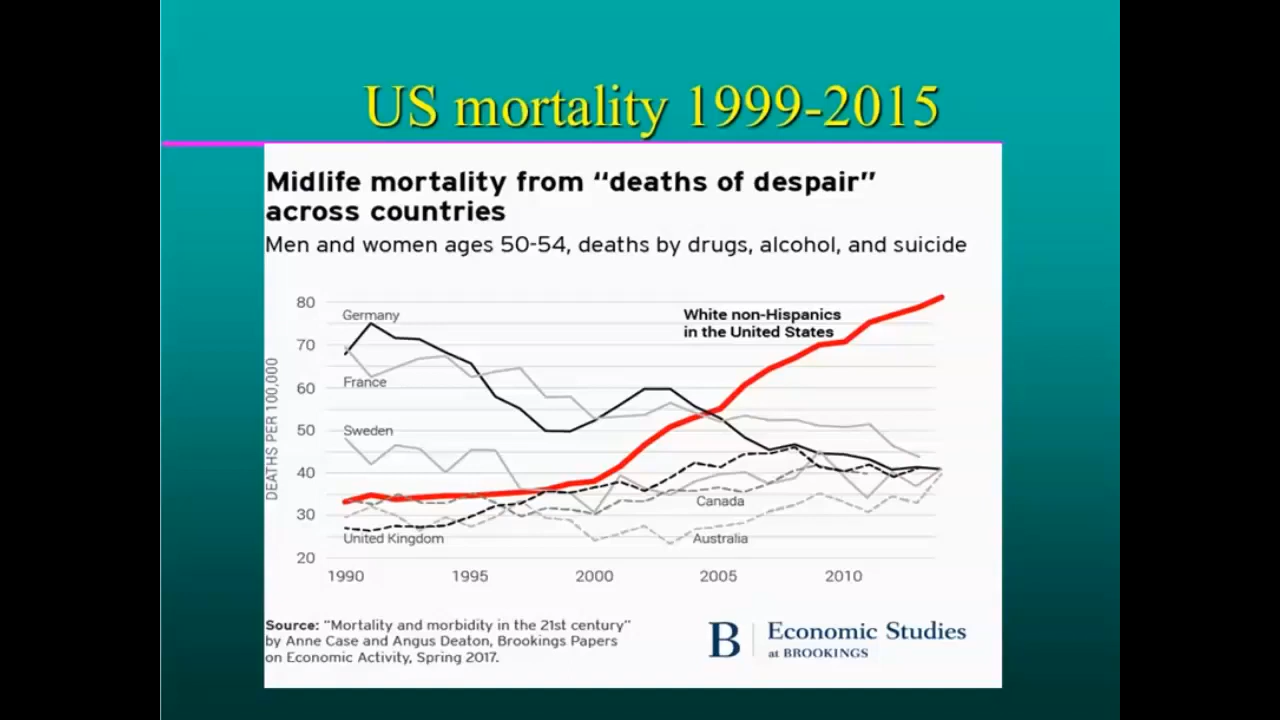 US mortality 1999-2015
Midlife mortality from “deaths of despair”
across countries
Men and women ages 50-54, deaths by drugs, alcohol, and suicide
DEATHS PER 100,000
80
70
60
50
40
30
20
Germany
France
Sweden
United Kingdom
White non-Hispanics
in the United States
Canada
Australia
1990
1995
2000
2005
2010
Source: “Mortality and morbidity in the 21st century”
by Anne Case and Angus Deaton, Brookings Papers
on Economic Activity, Spring 2017.
B
Economic Studies
at BROOKINGS